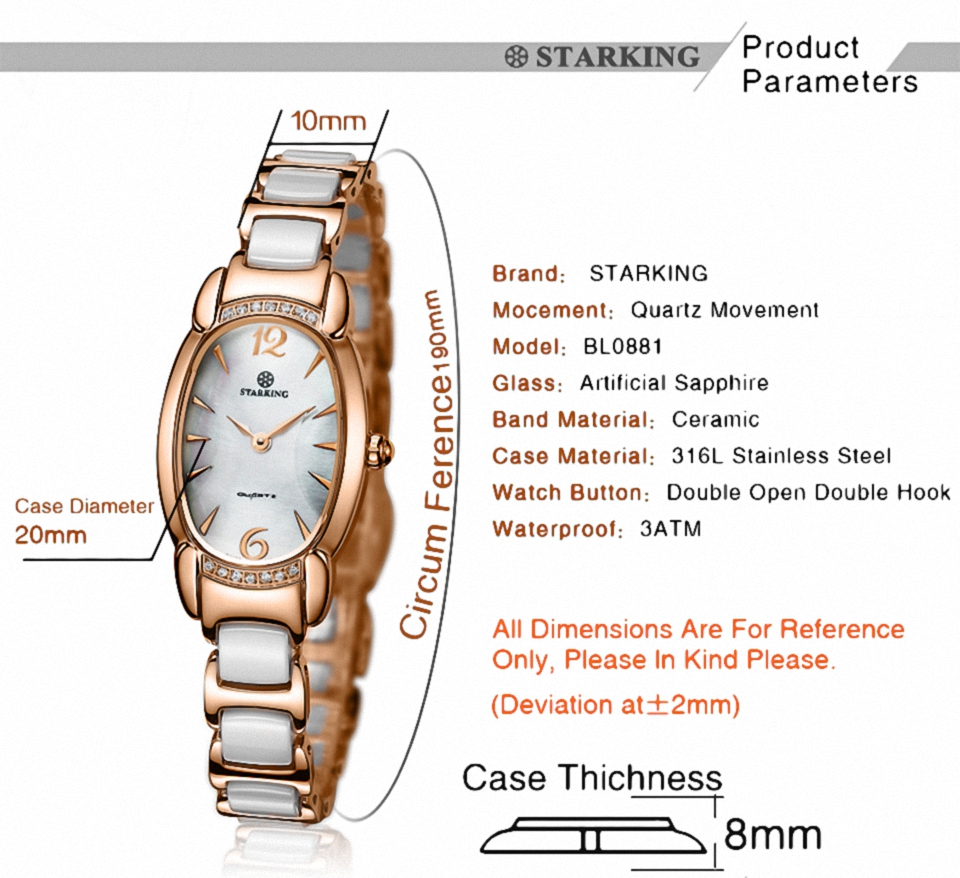 STARKING
Product
Parameters
10mm
12
STARKING
QUARTZ
6
Case Diameter
20mm
Circum Ference190mm
Brand: STARKING
Mocement: Quartz Movement
Model: BL0881
Glass: Artificial Sapphire
Band Material: Ceramic
Case Material: 316L Stainless Steel
Watch Button: Double Open Double Hook
Waterproof: 3ATM
All Dimensions Are For Reference
Only, Please In Kind Please.
(Deviation at±2mm)
Case Thichness
8mm